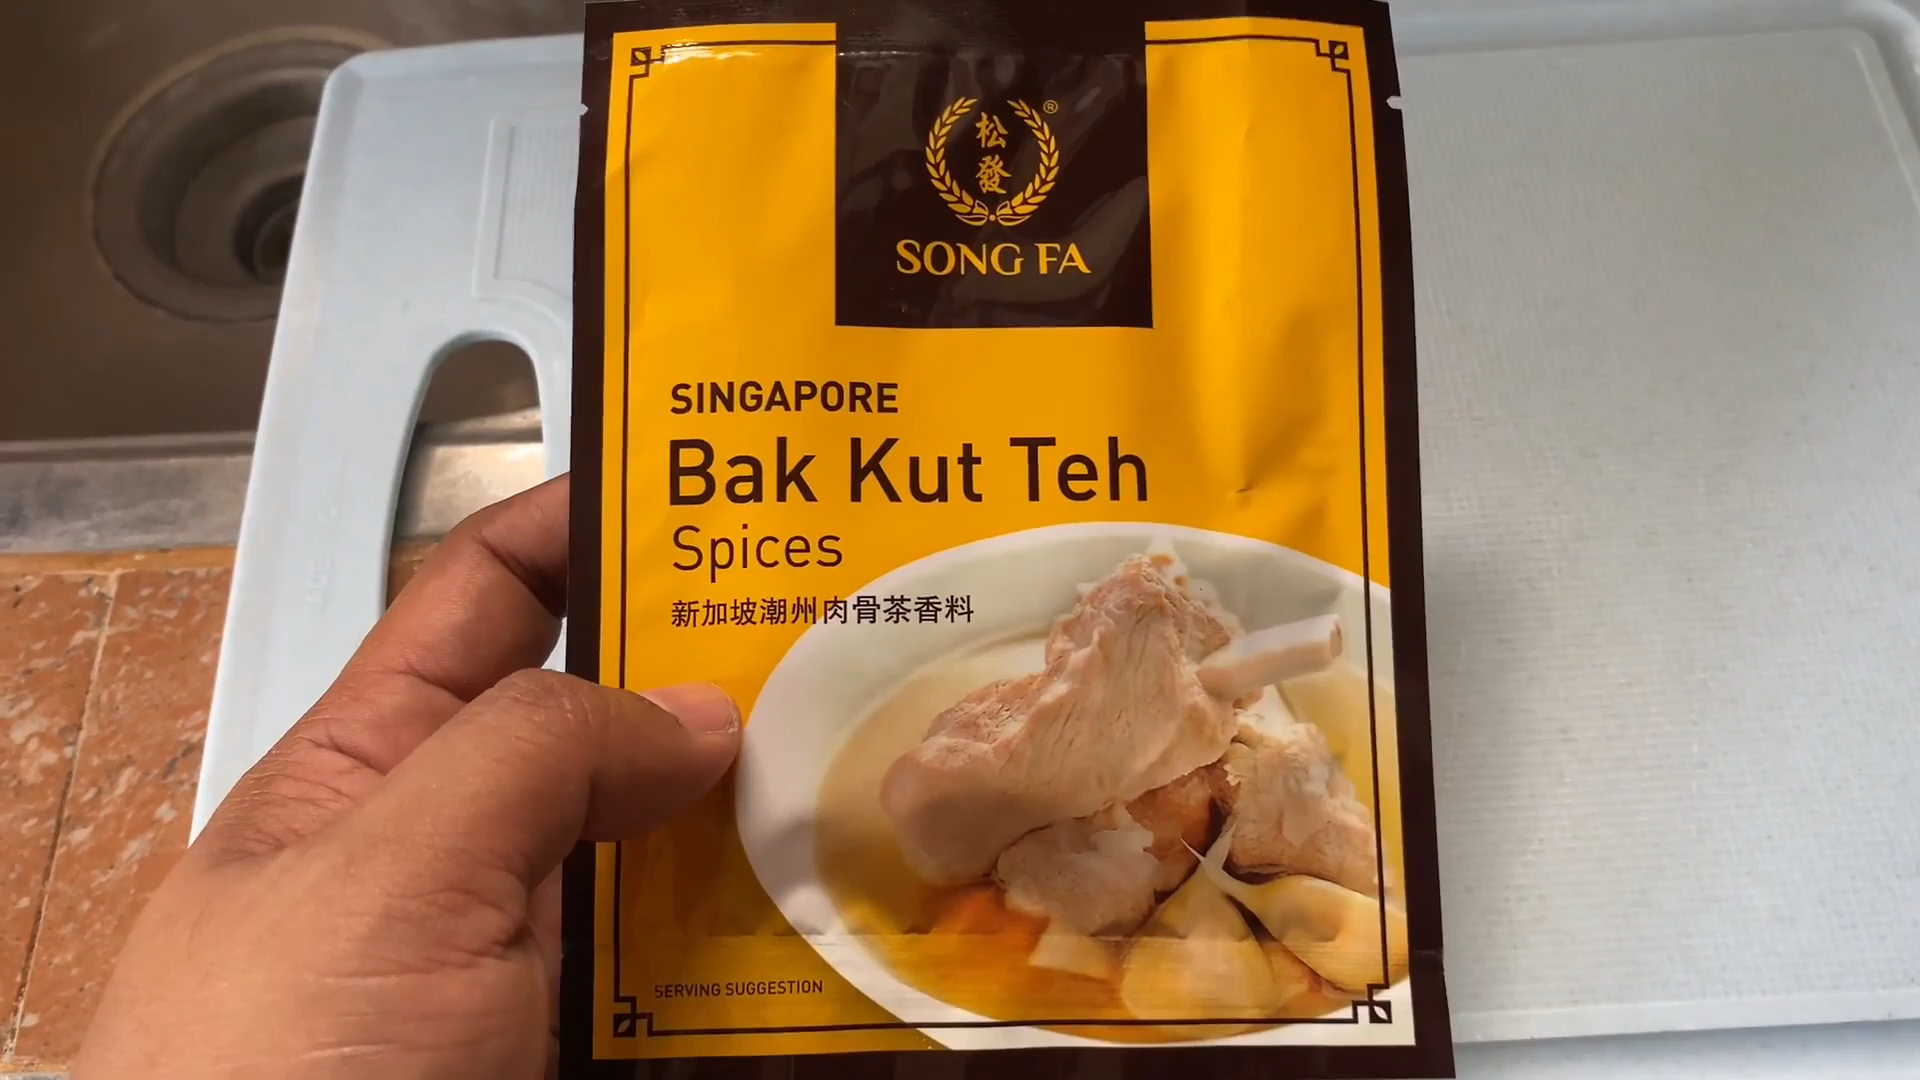 松
發
®
SONG FA
SINGAPORE
Bak Kut Teh
Spices
新加坡潮州肉骨茶香料
SERVING SUGGESTION